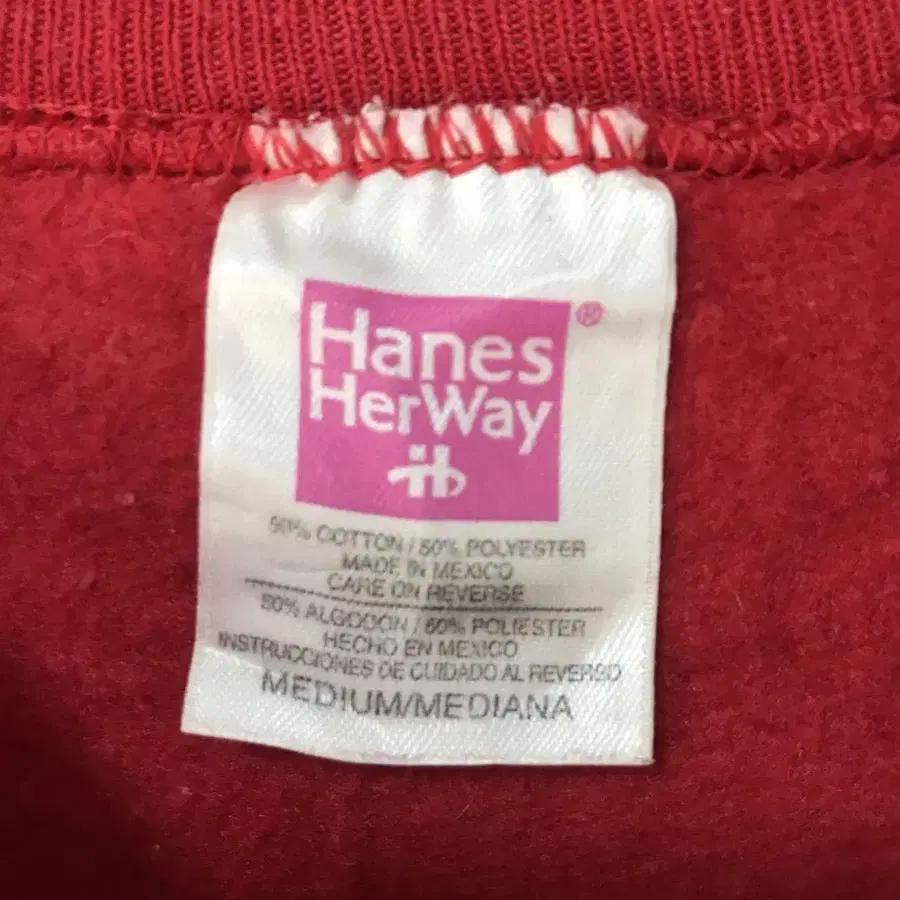 Hanes
HerWay
®
50% COTTON / 50% POLYESTER
MADE IN MEXICO
CARE ON REVERSE
50% ALGODON / 50% POLIESTER
HECHO EN MEXICO
INSTRUCCIONES DE CUIDADO AL REVERSO
MEDIUM/MEDIANA